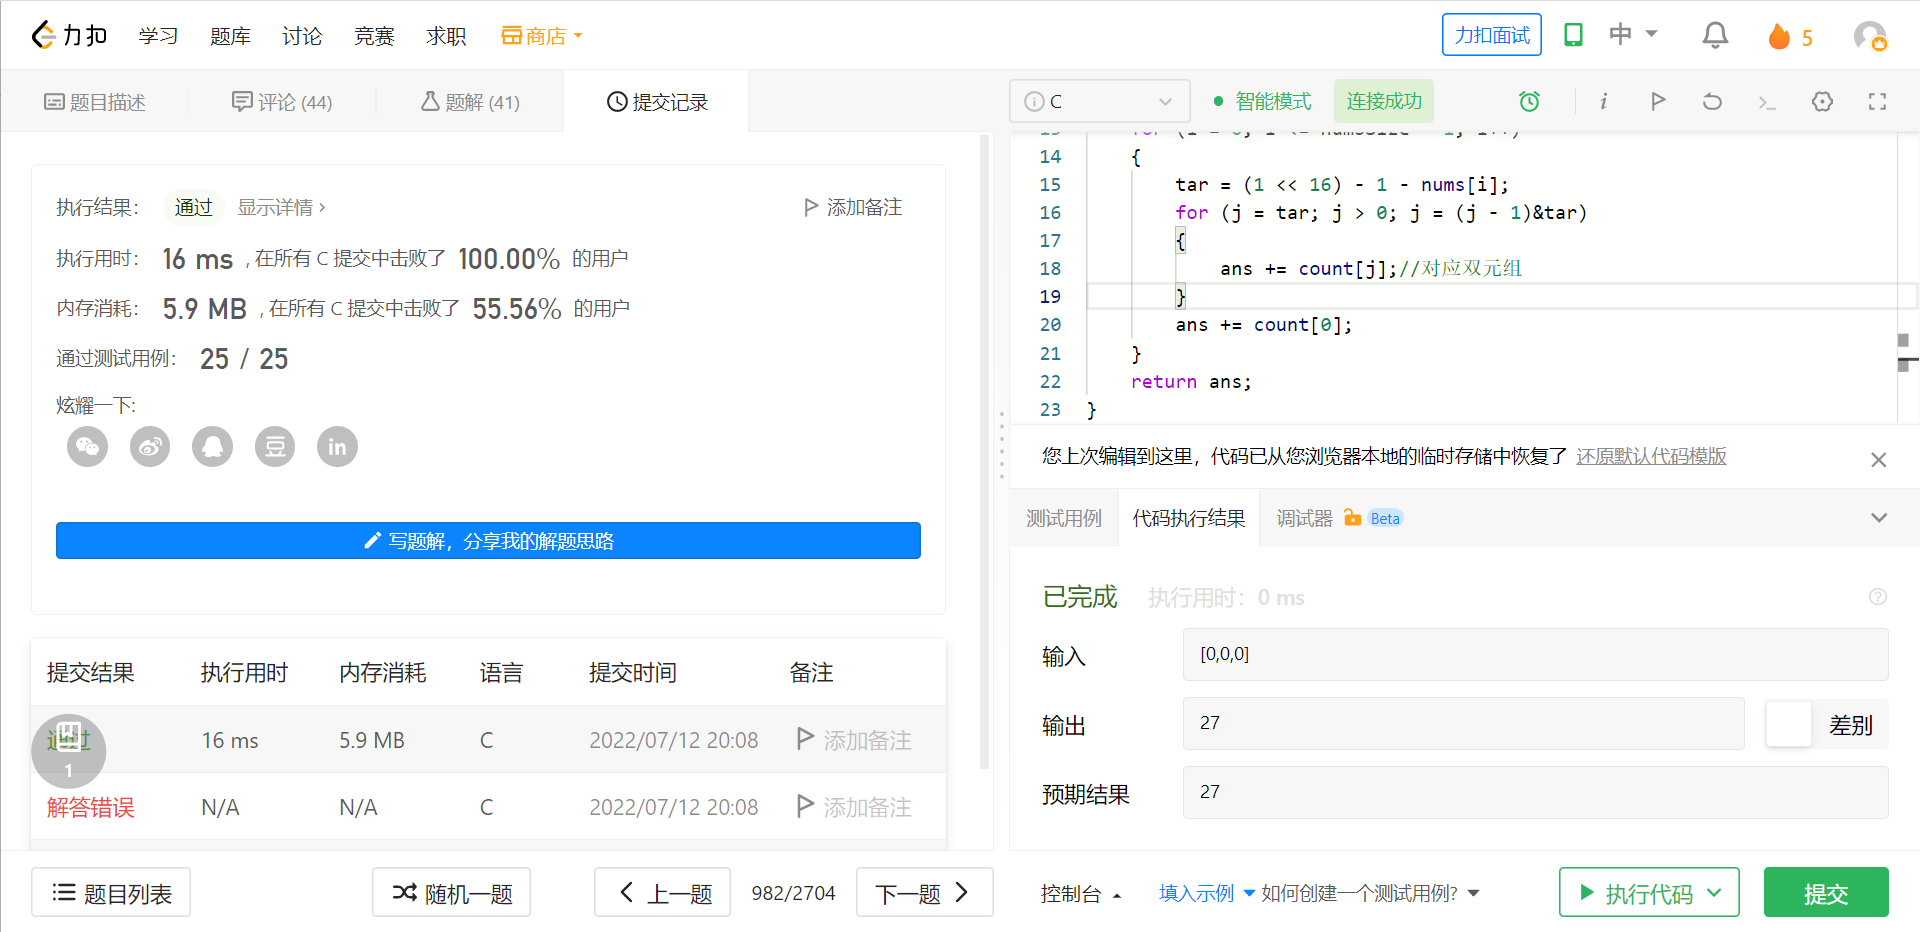 力扣 学习 题库 讨论 竞赛 求职 商店 力扣面试 中 5
题目描述 评论 (44) 题解 (41) 提交记录
执行结果： 通过 显示详情 › 添加备注
执行用时： 16 ms , 在所有 C 提交中击败了 100.00% 的用户
内存消耗： 5.9 MB , 在所有 C 提交中击败了 55.56% 的用户
通过测试用例： 25 / 25
炫耀一下:
豆 in
写题解，分享我的解题思路
提交结果 执行用时 内存消耗 语言 提交时间 备注
通过 16 ms 5.9 MB C 2022/07/12 20:08 添加备注
1
解答错误 N/A N/A C 2022/07/12 20:08 添加备注
题目列表 随机一题 上一题 982/2704 下一题
C 智能模式 连接成功 i
14 {
15 tar = (1 << 16) - 1 - nums[i];
16 for (j = tar; j > 0; j = (j - 1)&tar)
17 {
18 ans += count[j];//对应双元组
19 }
20 ans += count[0];
21 }
22 return ans;
23 }
您上次编辑到这里，代码已从您浏览器本地的临时存储中恢复了 还原默认代码模版
测试用例 代码执行结果 调试器 Beta
已完成 执行用时：0 ms
输入 [0,0,0]
输出 27 差别
预期结果 27
控制台 填入示例 如何创建一个测试用例? 执行代码 提交